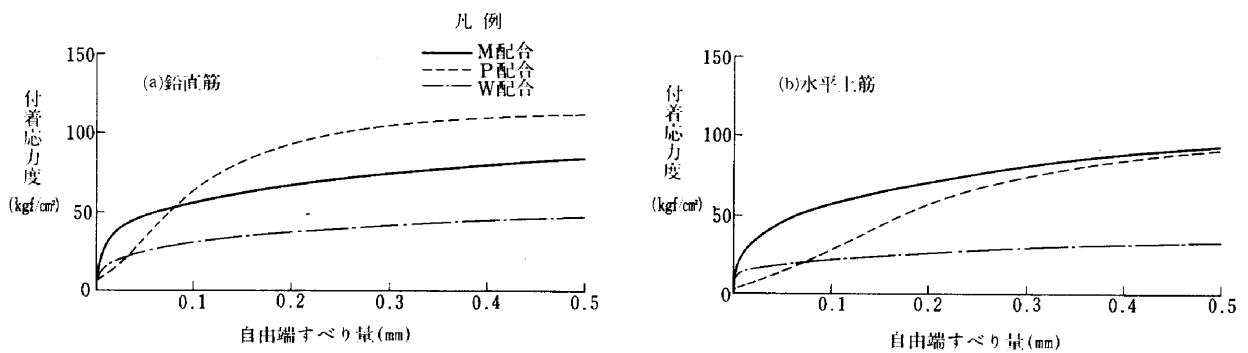 凡例
M配合
P配合
W配合
(a)鉛直筋
付着応力度
(kgf/cm²)
150
100
50
0
0.1 0.2 0.3 0.4 0.5
自由端すべり量(mm)
(b)水平上筋
付着応力度
(kgf/cm²)
150
100
50
0
0.1 0.2 0.3 0.4 0.5
自由端すべり量(mm)